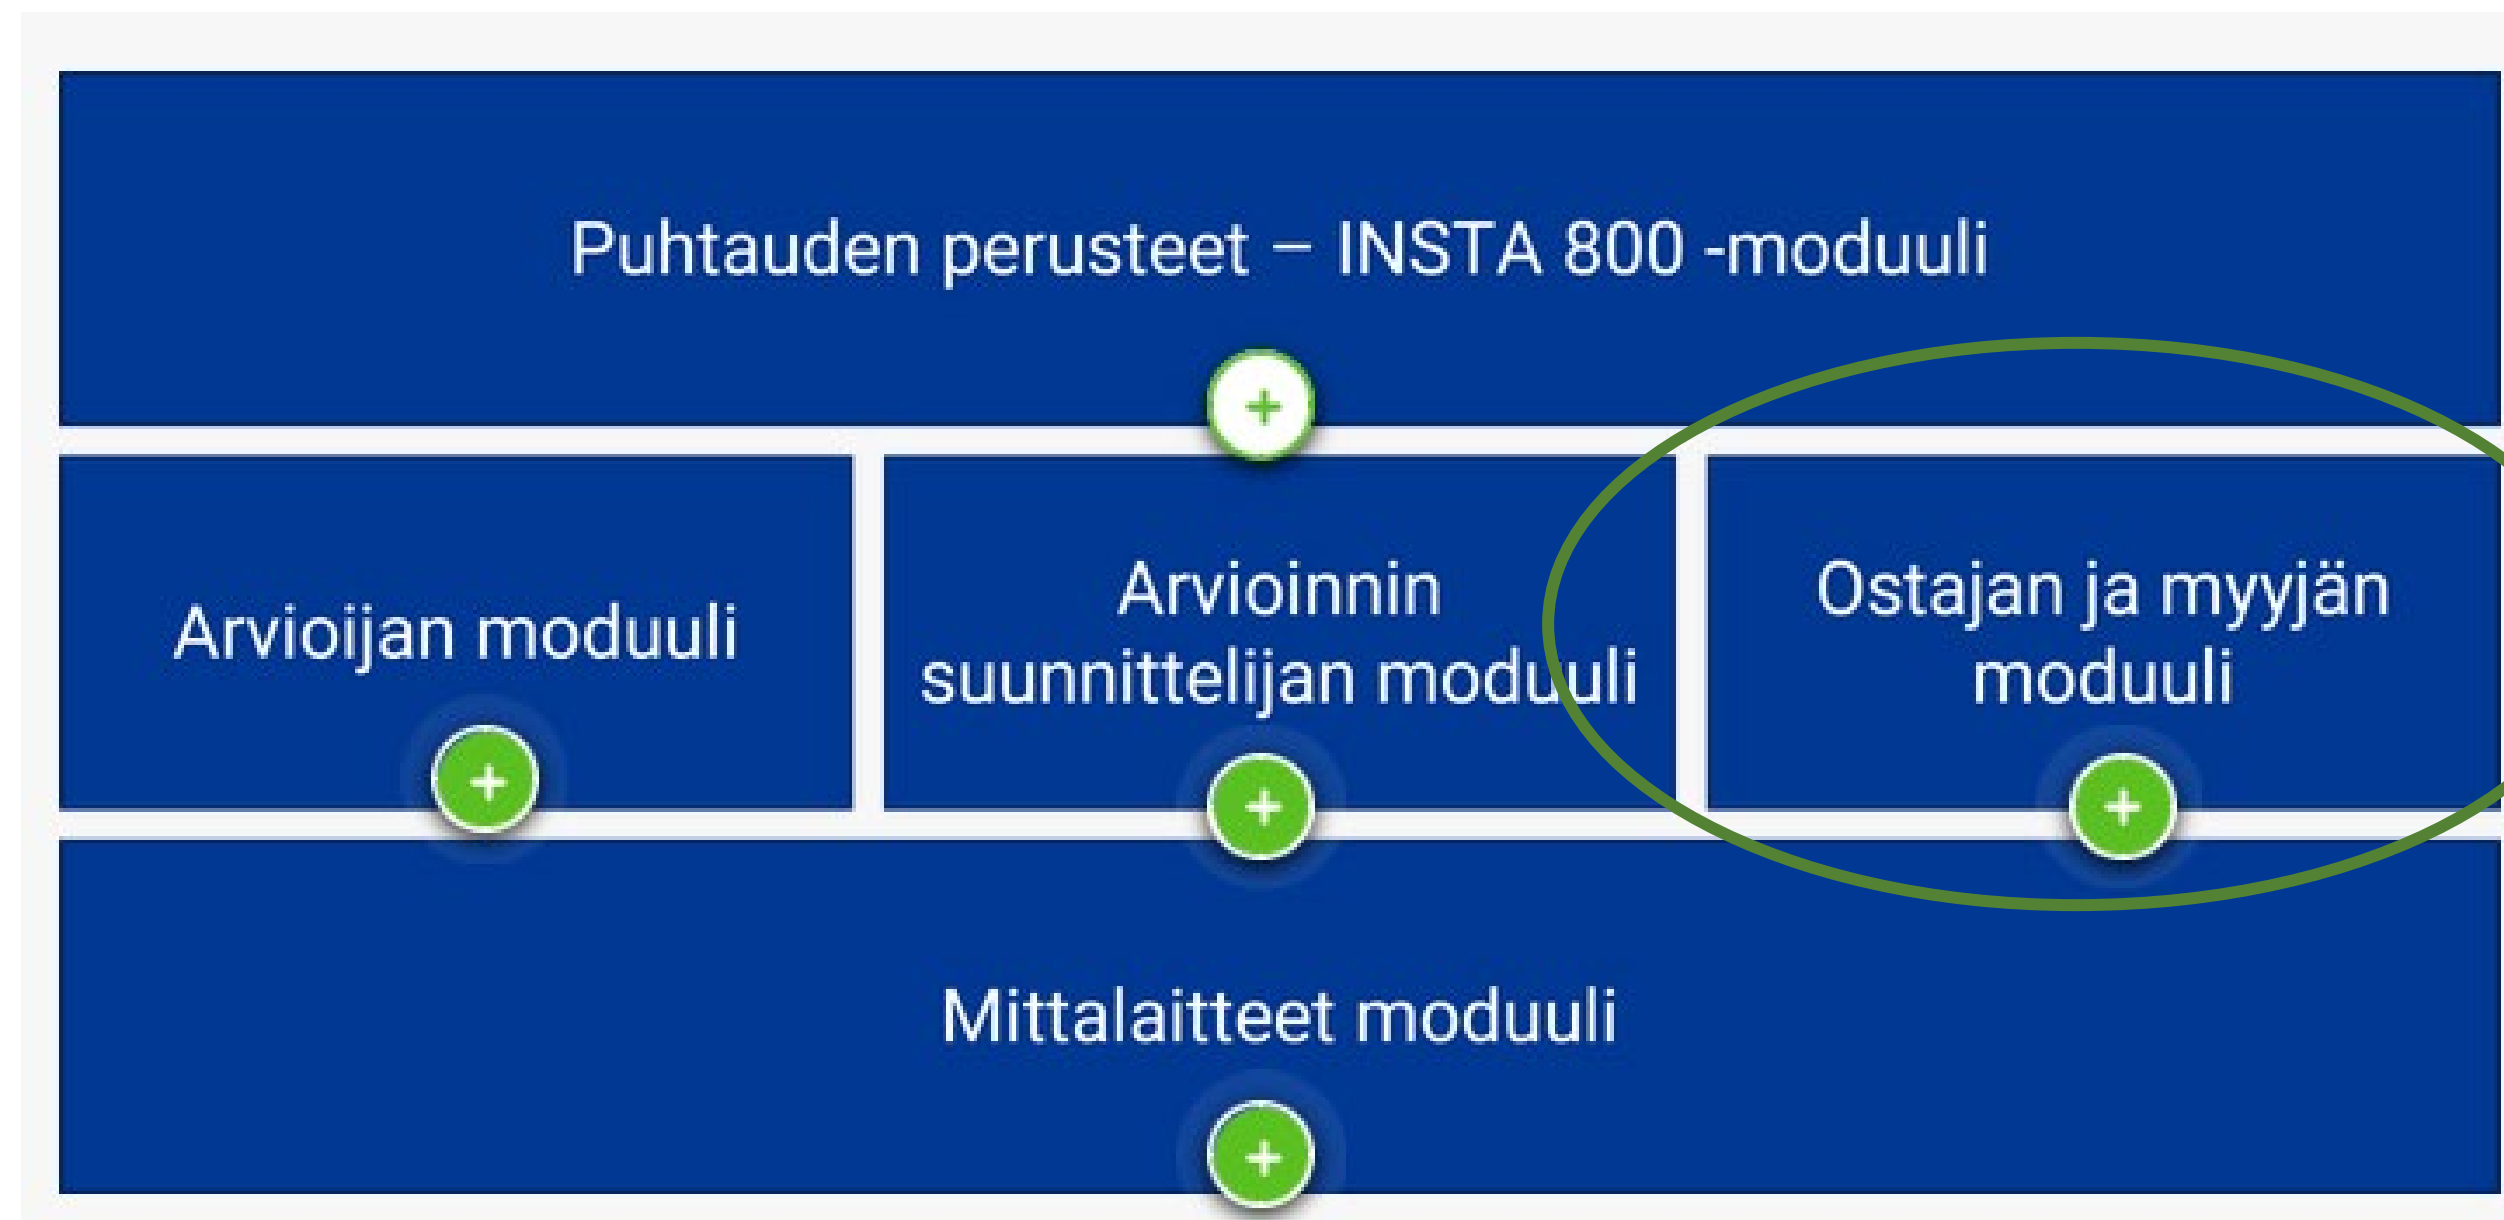 Puhtauden perusteet – INSTA 800 -moduuli
Arvioijan moduuli
Arvioinnin
suunnittelijan moduuli
Ostajan ja myyjän
moduuli
Mittalaitteet moduuli